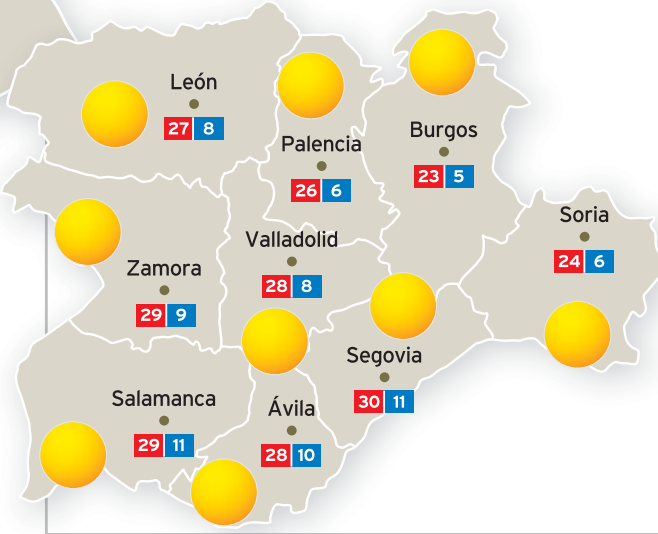 León
27 8
Palencia
26 6
Burgos
23 5
Soria
24 6
Valladolid
28 8
Zamora
29 9
Segovia
30 11
Salamanca
29 11
Ávila
28 10